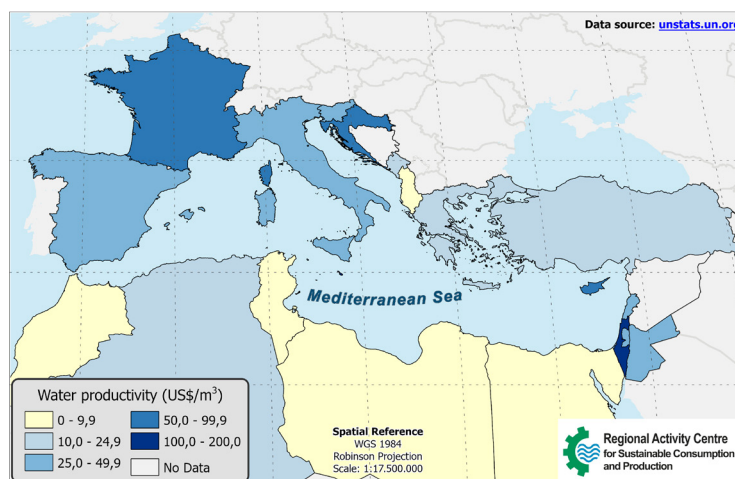 Data source: unstats.un.org
Mediterranean Sea
Water productivity (US$/m³)
0 - 9,9
10,0 - 24,9
25,0 - 49,9
50,0 - 99,9
100,0 - 200,0
No Data
Spatial Reference
WGS 1984
Robinson Projection
Scale: 1:17.500.000
Regional Activity Centre
for Sustainable Consumption
and Production